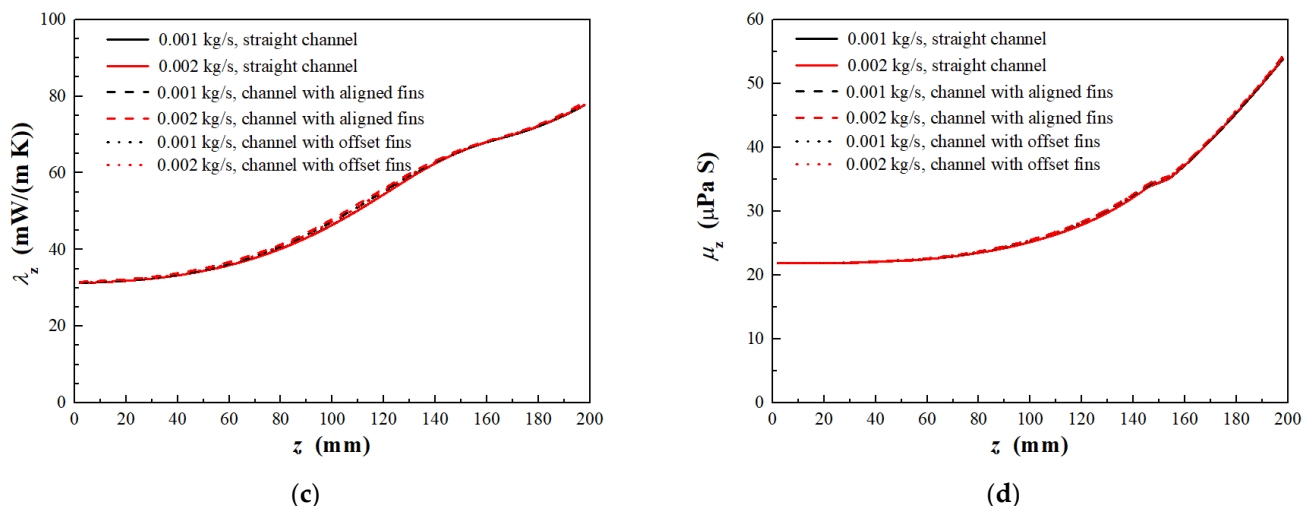 100
80
60
40
20
0
λz (mW/(m K))
0.001 kg/s, straight channel
0.002 kg/s, straight channel
0.001 kg/s, channel with aligned fins
0.002 kg/s, channel with aligned fins
0.001 kg/s, channel with offset fins
0.002 kg/s, channel with offset fins
0 20 40 60 80 100 120 140 160 180 200
z (mm)
(c)
60
50
40
30
20
10
0
μz (μPa S)
0.001 kg/s, straight channel
0.002 kg/s, straight channel
0.001 kg/s, channel with aligned fins
0.002 kg/s, channel with aligned fins
0.001 kg/s, channel with offset fins
0.002 kg/s, channel with offset fins
0 20 40 60 80 100 120 140 160 180 200
z (mm)
(d)